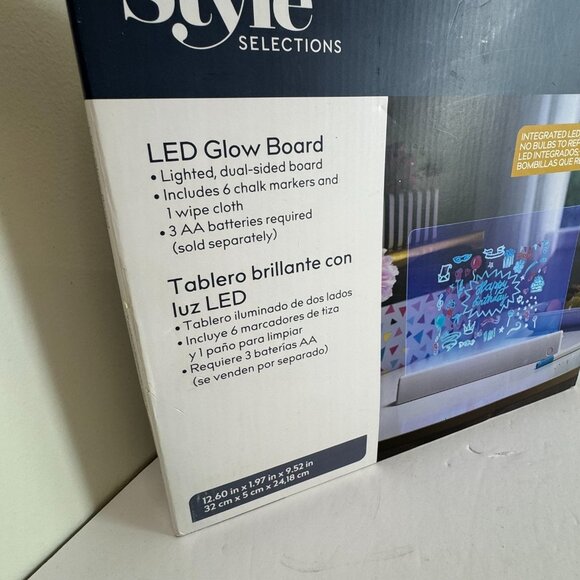 Style
SELECTIONS
LED Glow Board
• Lighted, dual-sided board
• Includes 6 chalk markers and
1 wipe cloth
• 3 AA batteries required
(sold separately)
Tablero brillante con
luz LED
• Tablero iluminado de dos lados
• Incluye 6 marcadores de tiza
y 1 paño para limpiar
• Requiere 3 baterías AA
(se venden por separado)
12.60 in x 1.97 in x 9.52 in
32 cm x 5 cm x 24,18 cm
INTEGRATED LED
NO BULBS TO
LED INTEGRADOS:
BOMBILLAS QUE
Happy
Birthday